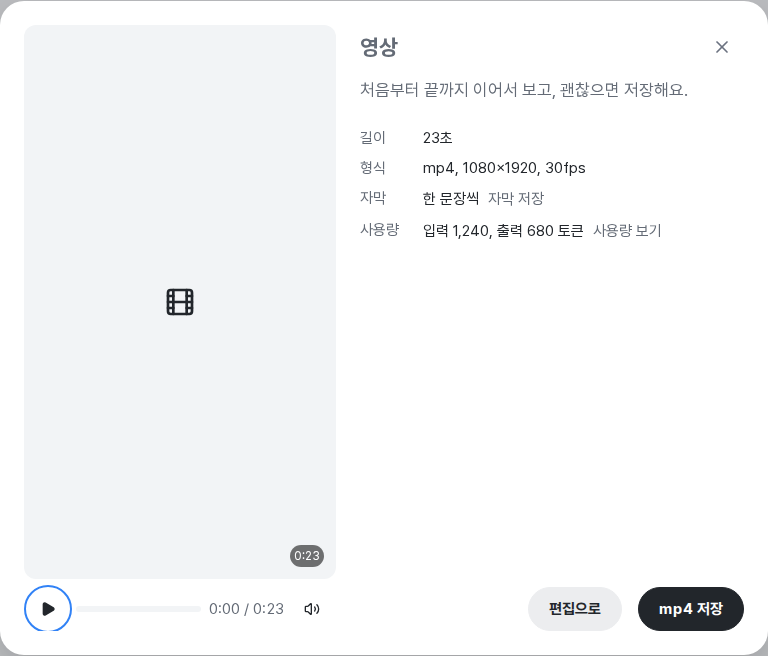 영상
처음부터 끝까지 이어서 보고, 괜찮으면 저장해요.
길이 23초
형식 mp4, 1080×1920, 30fps
자막 한 문장씩 자막 저장
사용량 입력 1,240, 출력 680 토큰 사용량 보기
0:23
0:00 / 0:23
편집으로 mp4 저장